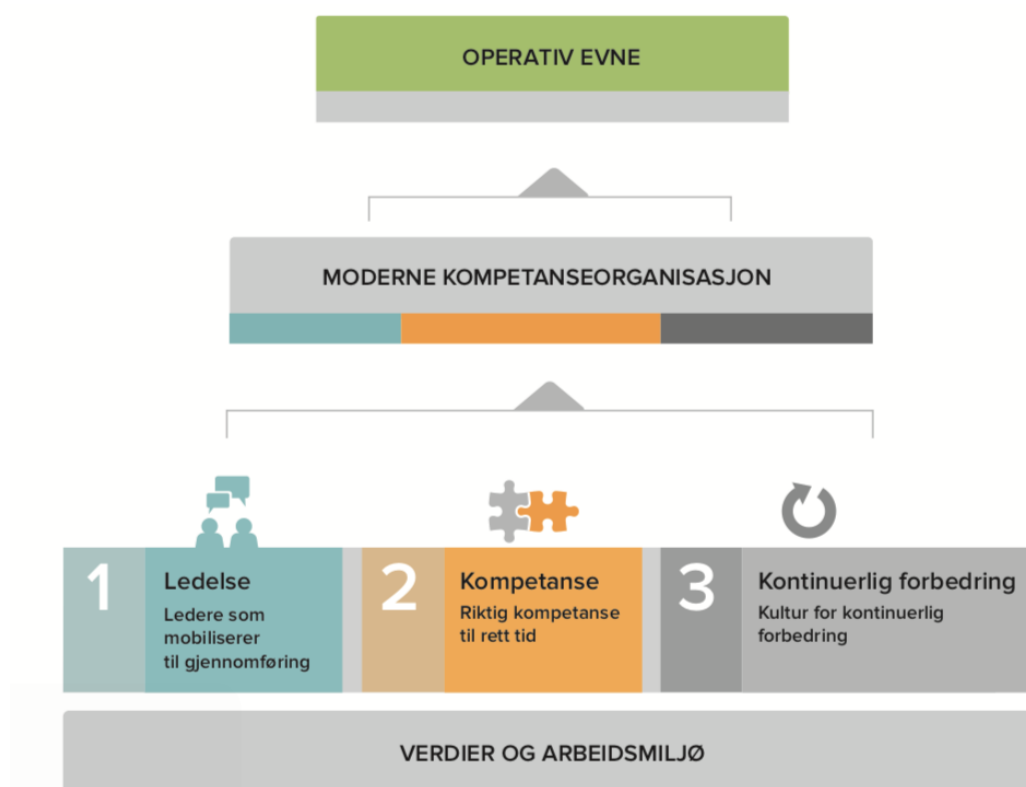 OPERATIV EVNE
MODERNE KOMPETANSEORGANISASJON
1
Ledelse
Ledere som
mobiliserer
til gjennomføring
2
Kompetanse
Riktig kompetanse
til rett tid
3
Kontinuerlig forbedring
Kultur for kontinuerlig
forbedring
VERDIER OG ARBEIDSMILJØ